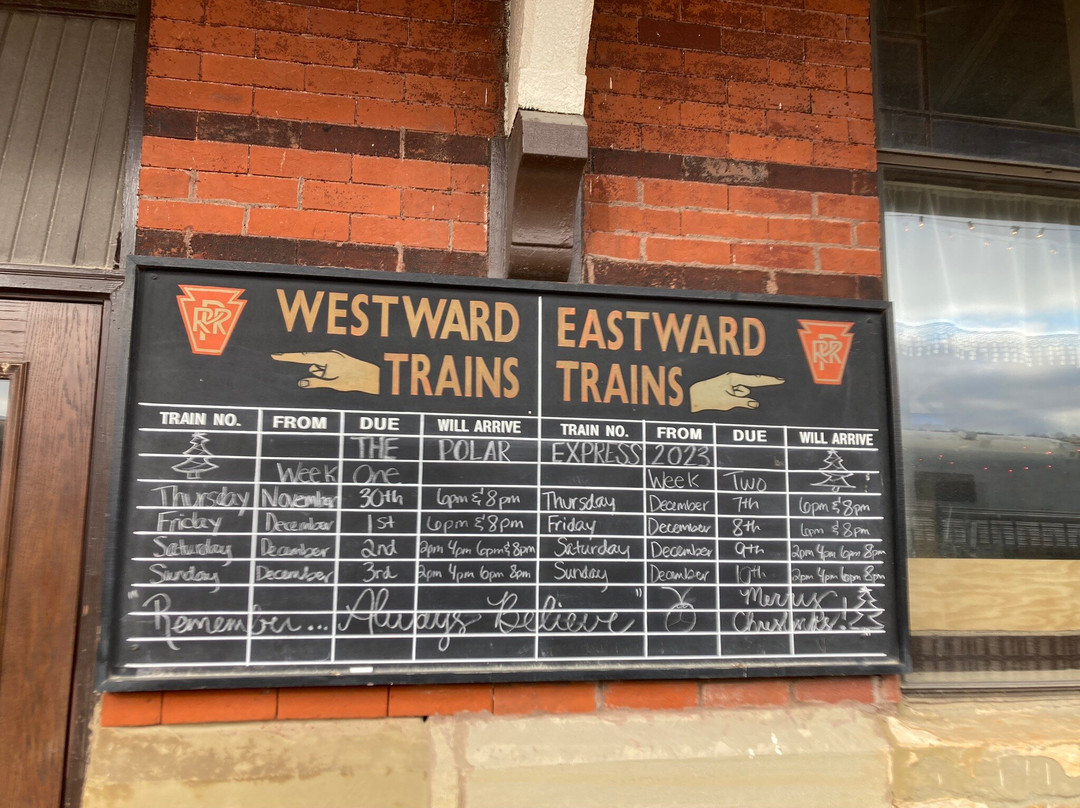 PRR WESTWARD EASTWARD PRR
TRAINS TRAINS
TRAIN NO. FROM DUE WILL ARRIVE TRAIN NO. FROM DUE WILL ARRIVE
THE POLAR EXPRESS 2023
Week One Week Two
Thursday November 30th 6pm & 8pm Thursday December 7th 6pm & 8pm
Friday December 1st 6pm & 8pm Friday December 8th 6pm & 8pm
Saturday December 2nd 2pm 4pm 6pm & 8pm Saturday December 9th 2pm 4pm 6pm 8pm
Sunday December 3rd 2pm 4pm 6pm 8pm Sunday December 10th 2pm 4pm 6pm 8pm
"Remember... Always Believe" Merry
Christmas!